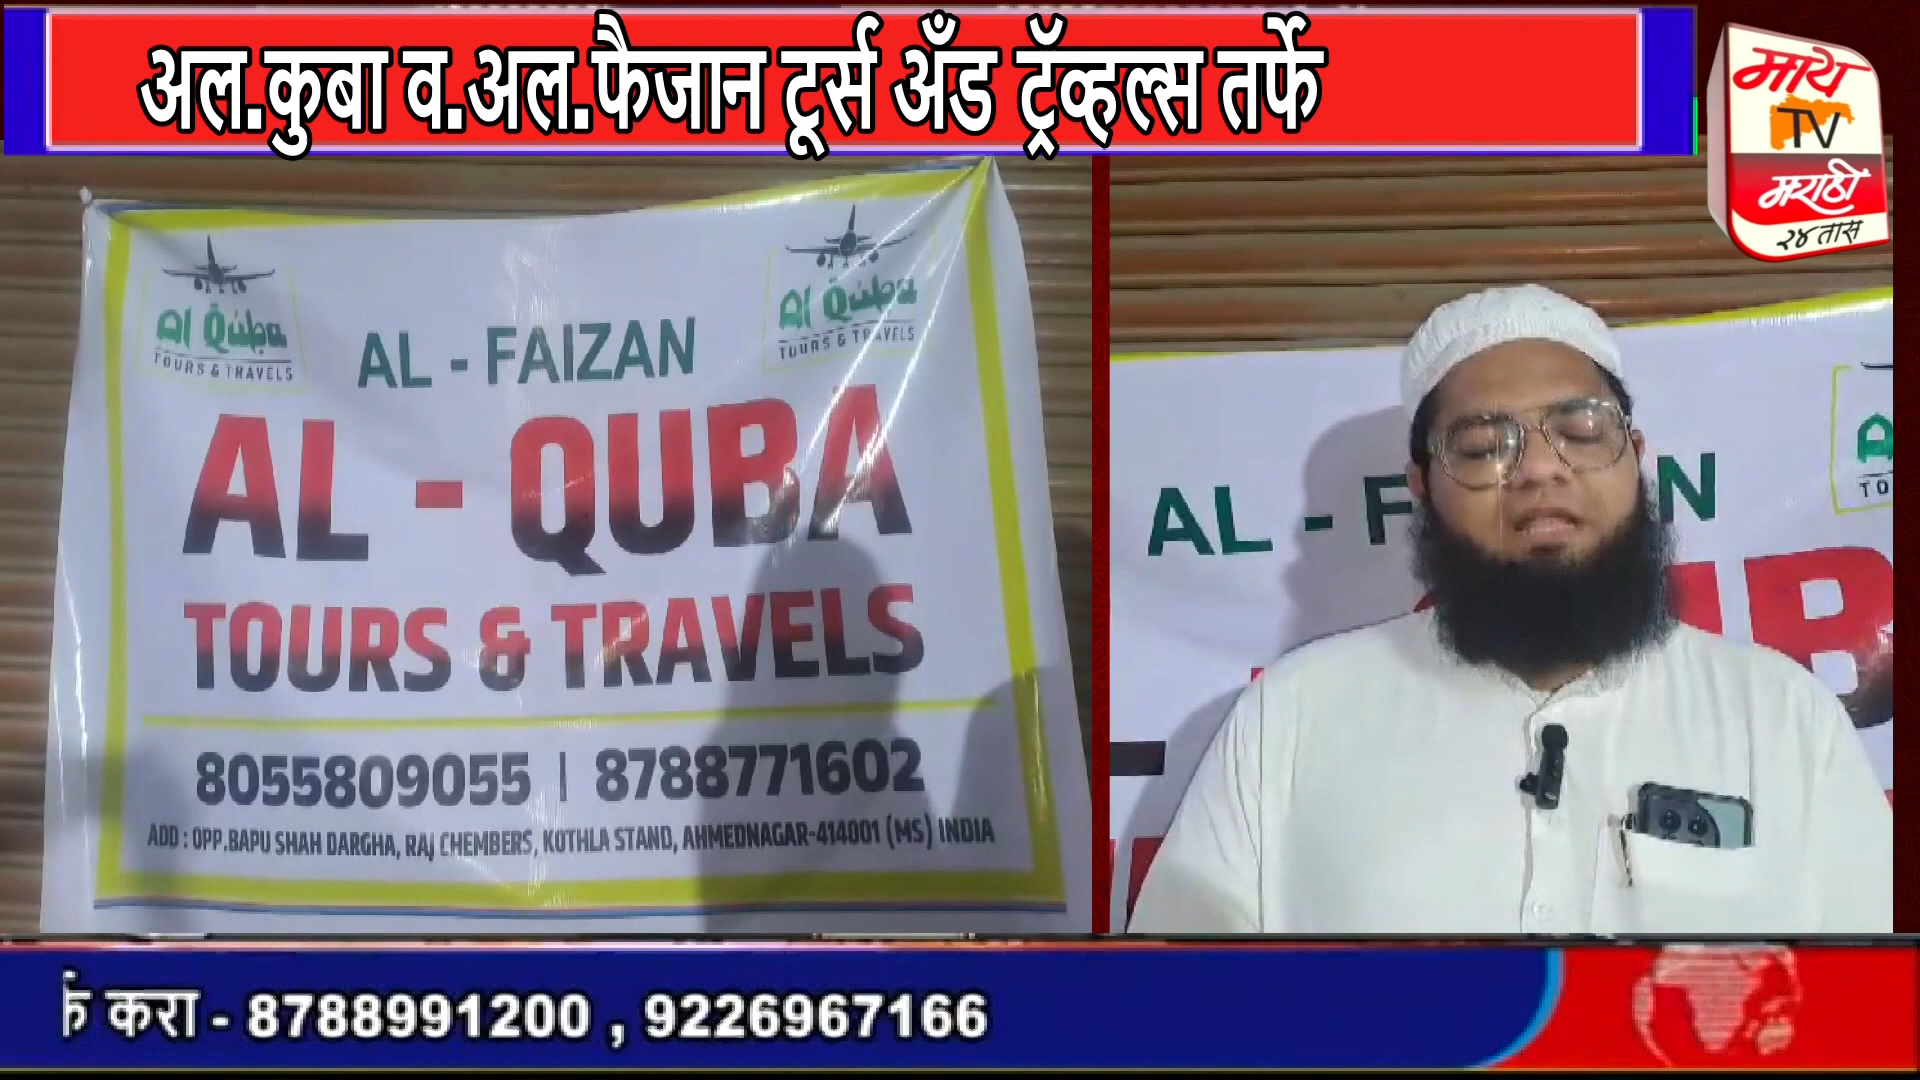 अल.कुबा व.अल.फैजान टूर्स अँड ट्रॅव्हल्स तर्फे
माय
TV
मराठी
२४ तास
Al Quba
TOURS & TRAVELS
Al Quba
TOURS & TRAVELS
AL - FAIZAN
AL - QUBA
TOURS & TRAVELS
8055809055 | 8788771602
ADD : OPP.BAPU SHAH DARGHA, RAJ CHEMBERS, KOTHLA STAND, AHMEDNAGAR-414001 (MS) INDIA
AL - F N
A
TO
UB
करा - 8788991200 , 9226967166